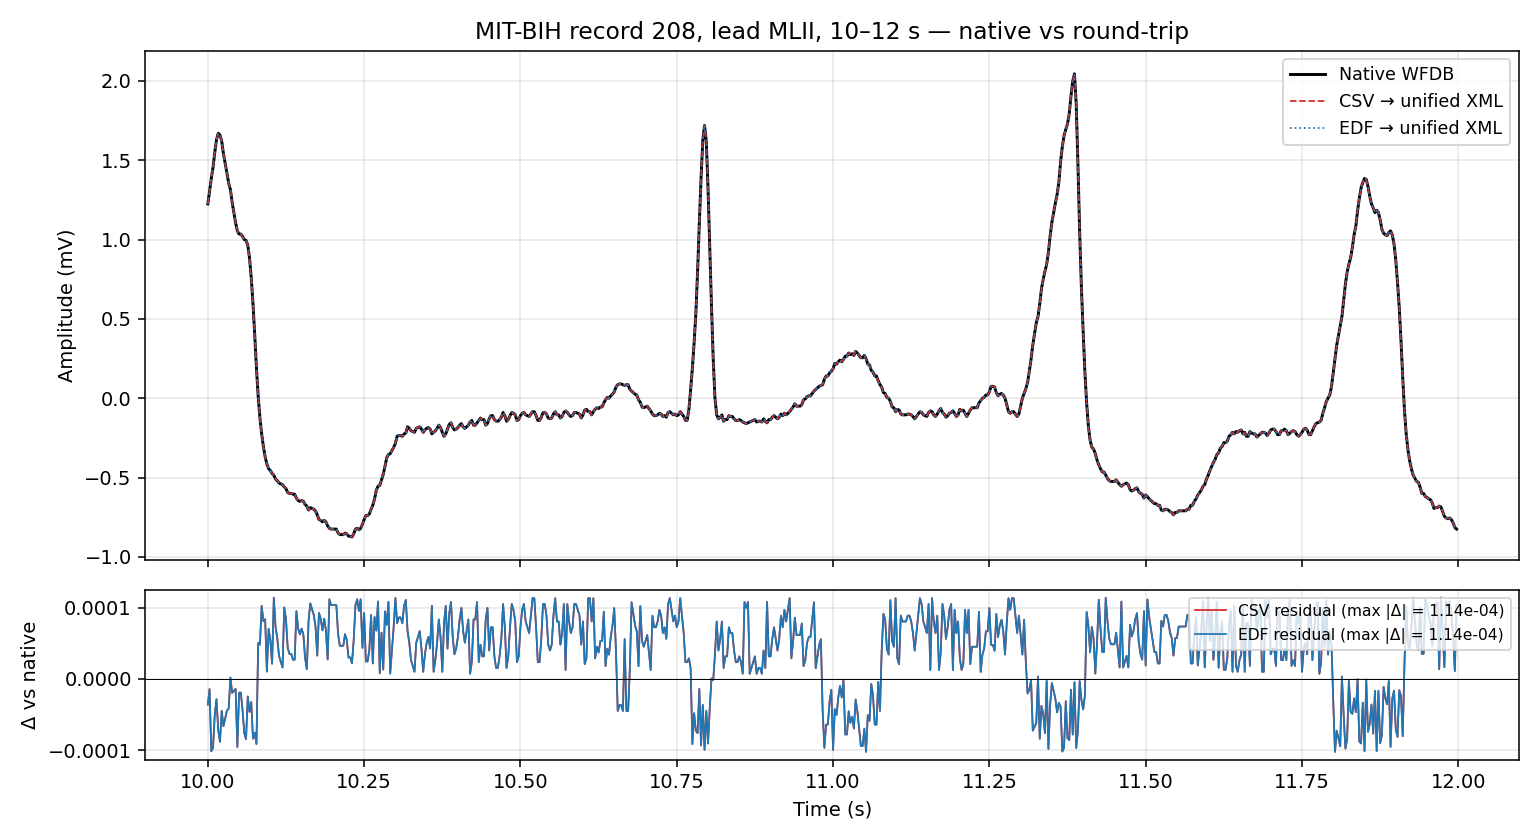 MIT-BIH record 208, lead MLII, 10–12 s — native vs round-trip
Amplitude (mV)
2.0
1.5
1.0
0.5
0.0
−0.5
−1.0
Native WFDB
CSV → unified XML
EDF → unified XML
Δ vs native
0.0001
0.0000
−0.0001
CSV residual (max |Δ| = 1.14e-04)
EDF residual (max |Δ| = 1.14e-04)
10.00 10.25 10.50 10.75 11.00 11.25 11.50 11.75 12.00
Time (s)